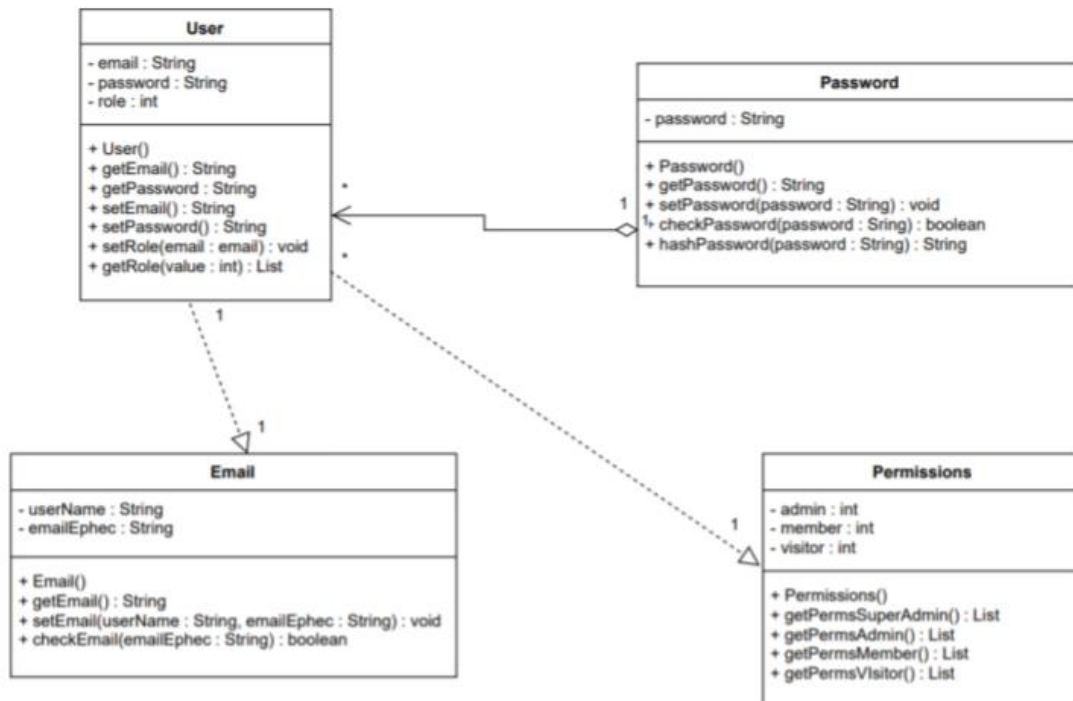 User
- email : String
- password : String
- role : int
+ User()
+ getEmail() : String
+ getPassword : String
+ setEmail() : String
+ setPassword() : String
+ setRole(email : email) : void
+ getRole(value : int) : List
*
*
1
Password
- password : String
+ Password()
+ getPassword() : String
+ setPassword(password : String) : void
+ checkPassword(password : Sring) : boolean
+ hashPassword(password : String) : String
1
1
1
Email
- userName : String
- emailEphec : String
+ Email()
+ getEmail() : String
+ setEmail(userName : String, emailEphec : String) : void
+ checkEmail(emailEphec : String) : boolean
1
Permissions
- admin : int
- member : int
- visitor : int
+ Permissions()
+ getPermsSuperAdmin() : List
+ getPermsAdmin() : List
+ getPermsMember() : List
+ getPermsVIsitor() : List